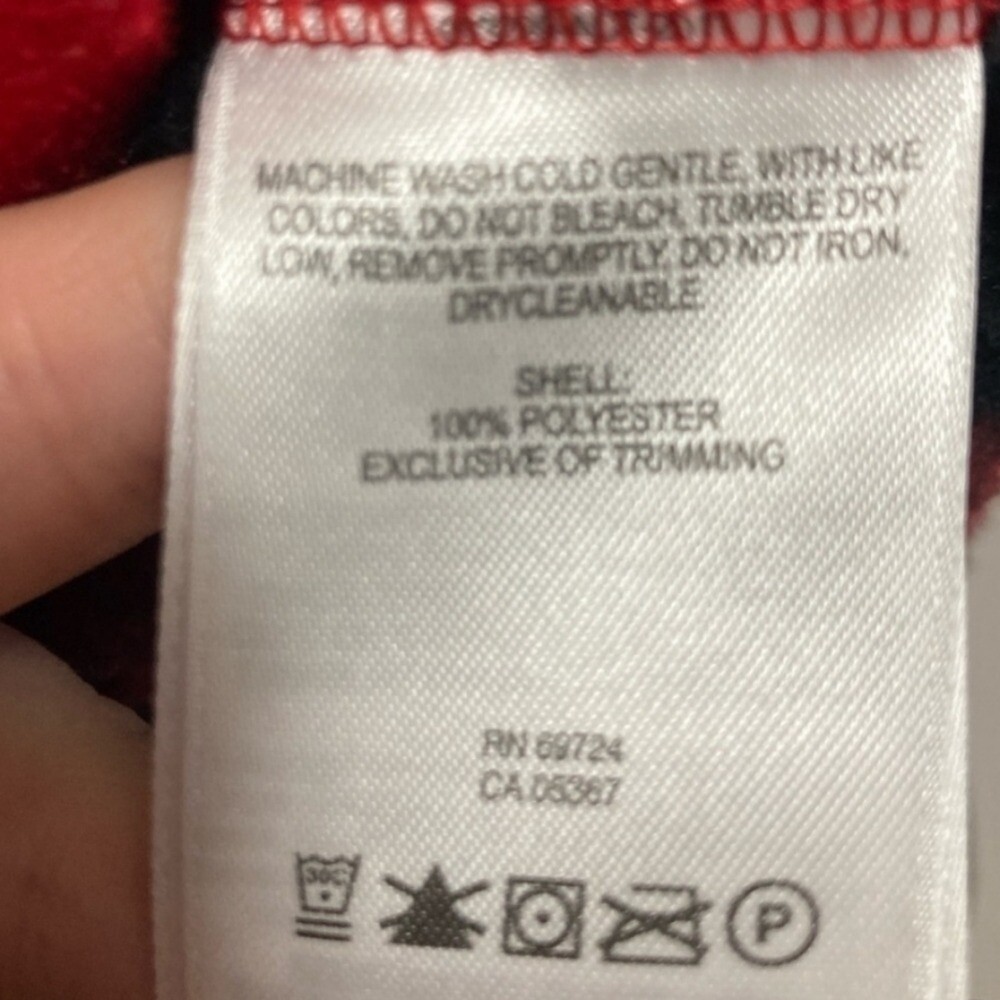 MACHINE WASH COLD GENTLE, WITH LIKE
COLORS, DO NOT BLEACH, TUMBLE DRY
LOW, REMOVE PROMPTLY, DO NOT IRON,
DRYCLEANABLE
SHELL:
100% POLYESTER
EXCLUSIVE OF TRIMMING
RN 69724
CA 05367
30C
P